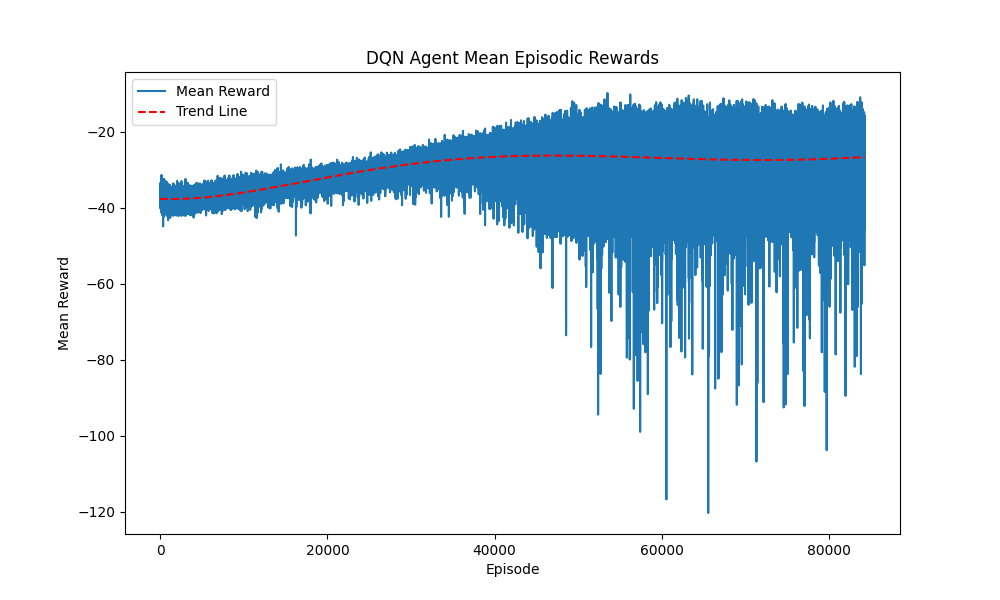 DQN Agent Mean Episodic Rewards
Mean Reward
Trend Line
−20
−40
−60
−80
−100
−120
Mean Reward
0
20000
40000
60000
80000
Episode